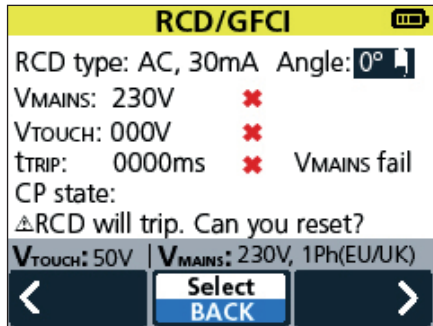 RCD/GFCI
RCD type: AC, 30mA Angle: 0°
VMAINS: 230V ✖
VTOUCH: 000V ✖
tTRIP: 0000ms ✖ VMAINS fail
CP state:
⚠RCD will trip. Can you reset?
VTOUCH: 50V | VMAINS: 230V, 1Ph(EU/UK)
Select
BACK